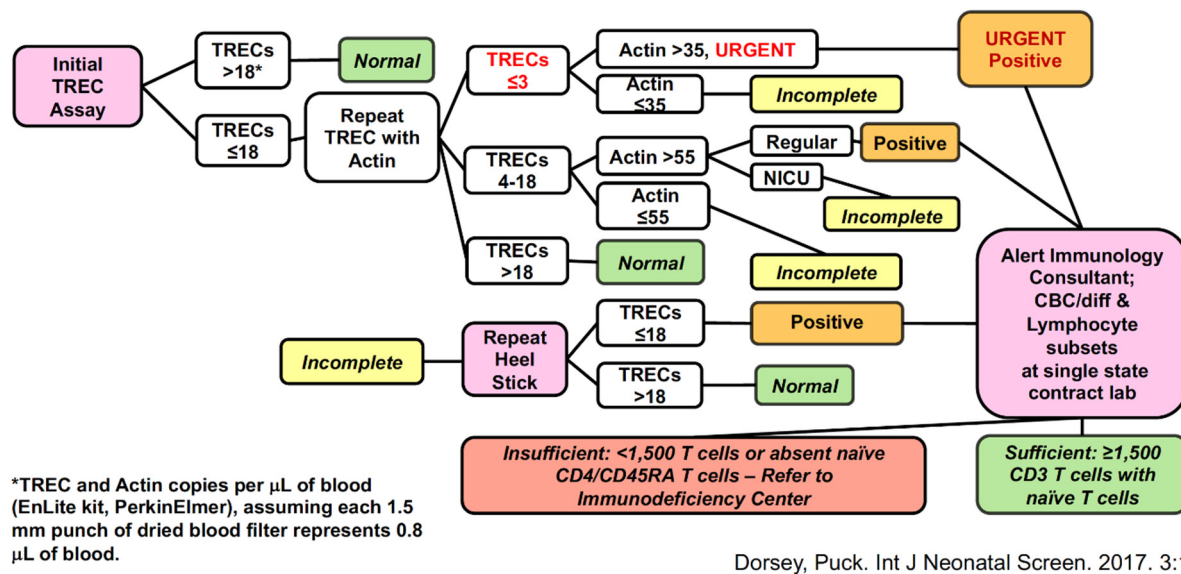 Initial
TREC
Assay
TRECs
>18*
Normal
TRECs
≤18
Repeat
TREC with
Actin
TRECs
≤3
Actin >35, URGENT
URGENT
Positive
Actin
≤35
Incomplete
TRECs
4-18
Actin >55
Regular
Positive
NICU
Incomplete
Actin
≤55
Incomplete
TRECs
>18
Normal
Incomplete
Repeat
Heel
Stick
TRECs
≤18
Positive
TRECs
>18
Normal
Alert Immunology
Consultant;
CBC/diff &
Lymphocyte
subsets
at single state
contract lab
Insufficient: <1,500 T cells or absent naïve
CD4/CD45RA T cells – Refer to
Immunodeficiency Center
Sufficient: ≥1,500
CD3 T cells with
naïve T cells
*TREC and Actin copies per μL of blood
(EnLite kit, PerkinElmer), assuming each 1.5
mm punch of dried blood filter represents 0.8
μL of blood.
Dorsey, Puck. Int J Neonatal Screen. 2017. 3: